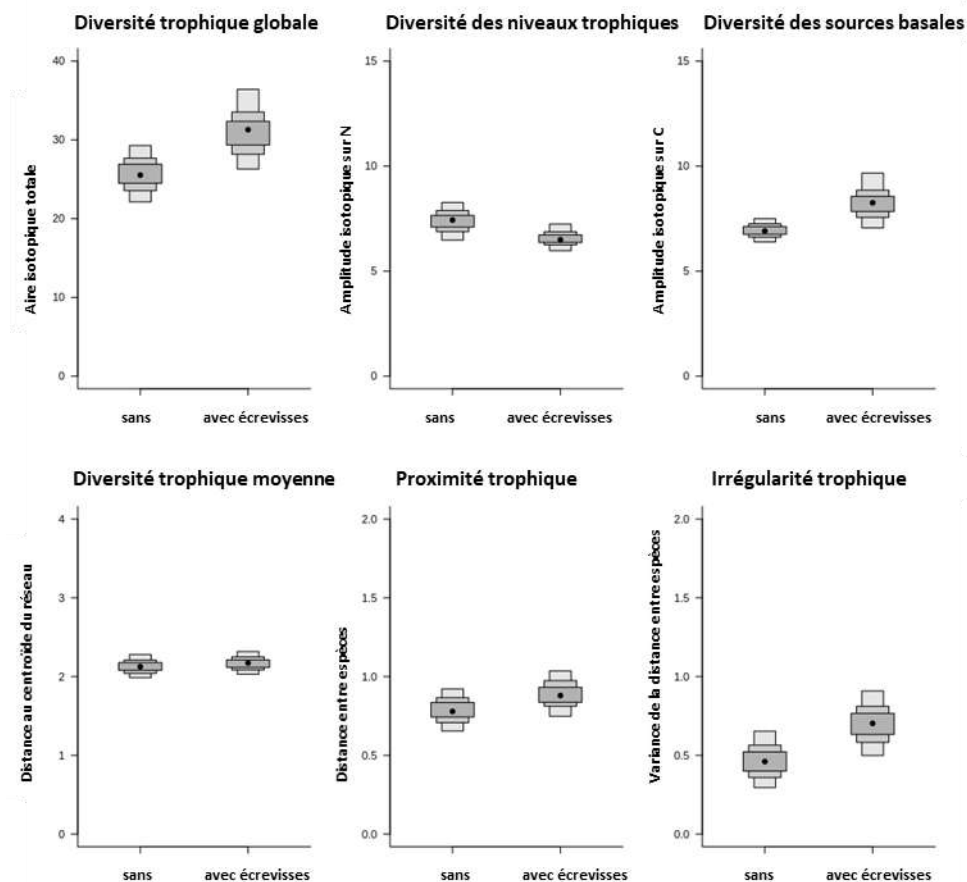 Diversité trophique globale
Diversité des niveaux trophiques
Diversité des sources basales
Aire isotopique totale
40
30
20
10
0
sans
avec écrevisses
Amplitude isotopique sur N
15
10
5
0
sans
avec écrevisses
Amplitude isotopique sur C
15
10
5
0
sans
avec écrevisses
Diversité trophique moyenne
Proximité trophique
Irrégularité trophique
Distance au centroïde du réseau
4
3
2
1
0
sans
avec écrevisses
Distance entre espèces
2.0
1.5
1.0
0.5
0.0
sans
avec écrevisses
Variance de la distance entre espèces
2.0
1.5
1.0
0.5
0.0
sans
avec écrevisses